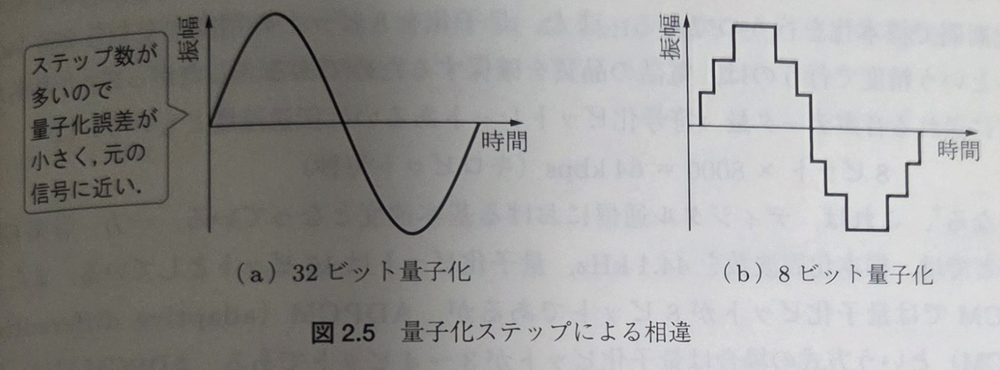 ステップ数が
多いので
量子化誤差が
小さく，元の
信号に近い．
振幅
時間
(a) 32 ビット量子化
振幅
時間
(b) 8 ビット量子化
図 2.5 量子化ステップによる相違